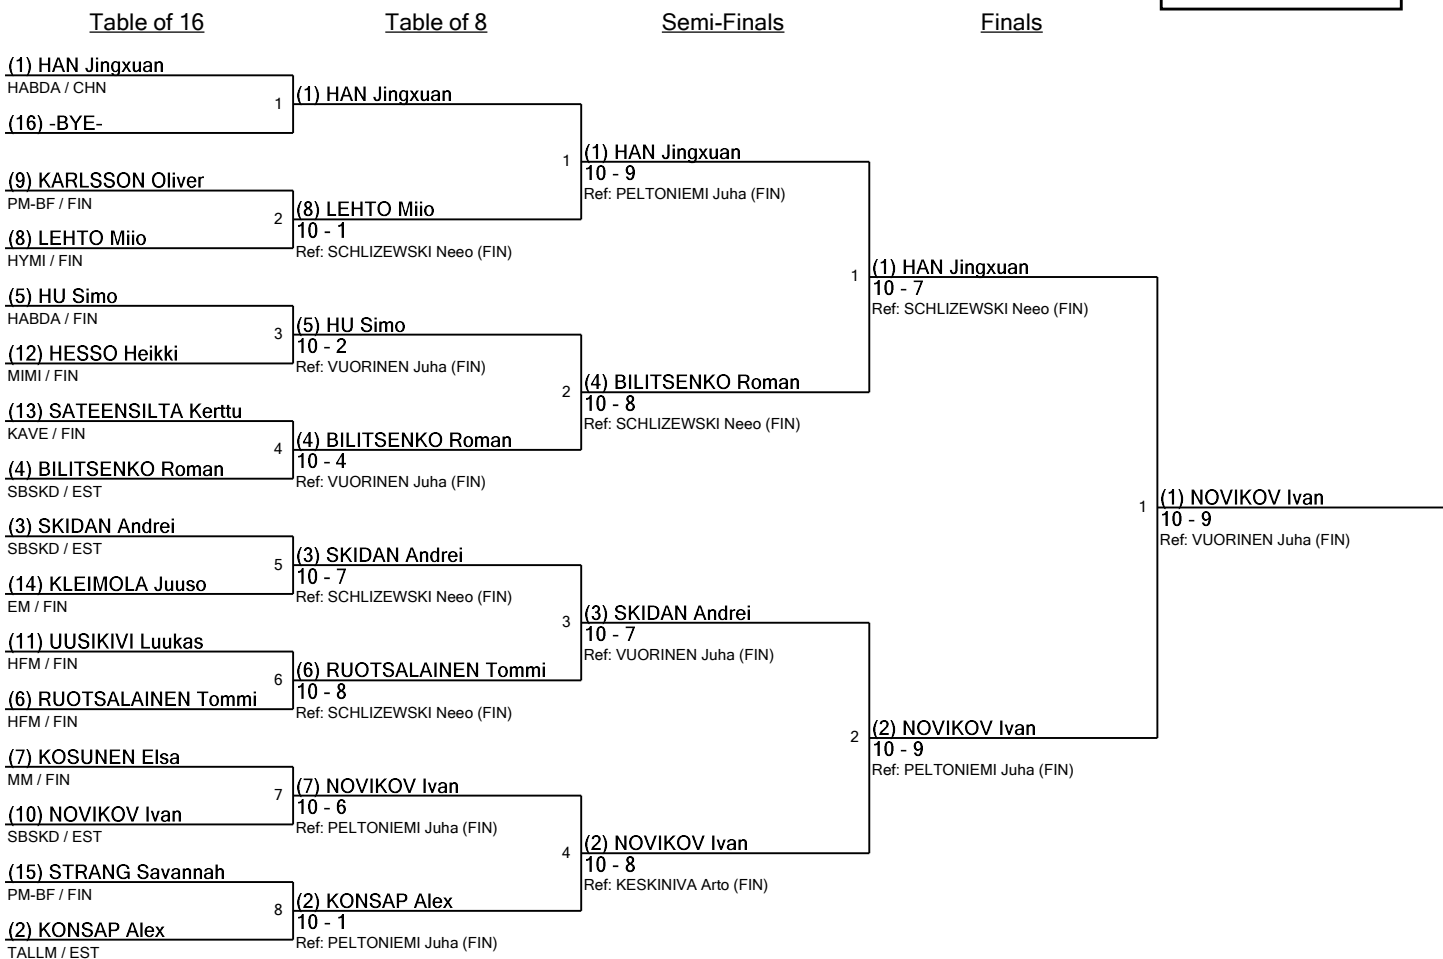 Table of 16
Table of 8
Semi-Finals
Finals
(1) HAN Jingxuan
HABDA / CHN
1
(16) -BYE-
(9) KARLSSON Oliver
PM-BF / FIN
2
(8) LEHTO Miio
HYMI / FIN
(5) HU Simo
HABDA / FIN
3
(12) HESSO Heikki
MIMI / FIN
(13) SATEENSILTA Kerttu
KAVE / FIN
4
(4) BILITSENKO Roman
SBSKD / EST
(3) SKIDAN Andrei
SBSKD / EST
5
(14) KLEIMOLA Juuso
EM / FIN
(11) UUSIKIVI Luukas
HFM / FIN
6
(6) RUOTSALAINEN Tommi
HFM / FIN
(7) KOSUNEN Elsa
MM / FIN
7
(10) NOVIKOV Ivan
SBSKD / EST
(15) STRANG Savannah
PM-BF / FIN
8
(2) KONSAP Alex
TALLM / EST
(1) HAN Jingxuan
1
(8) LEHTO Miio
10 - 1
Ref: SCHLIZEWSKI Neeo (FIN)
(5) HU Simo
10 - 2
Ref: VUORINEN Juha (FIN)
2
(4) BILITSENKO Roman
10 - 4
Ref: VUORINEN Juha (FIN)
(3) SKIDAN Andrei
10 - 7
Ref: SCHLIZEWSKI Neeo (FIN)
3
(6) RUOTSALAINEN Tommi
10 - 8
Ref: SCHLIZEWSKI Neeo (FIN)
(7) NOVIKOV Ivan
10 - 6
Ref: PELTONIEMI Juha (FIN)
4
(2) KONSAP Alex
10 - 1
Ref: PELTONIEMI Juha (FIN)
(1) HAN Jingxuan
10 - 9
Ref: PELTONIEMI Juha (FIN)
1
(4) BILITSENKO Roman
10 - 8
Ref: SCHLIZEWSKI Neeo (FIN)
(3) SKIDAN Andrei
10 - 7
Ref: VUORINEN Juha (FIN)
2
(2) NOVIKOV Ivan
10 - 8
Ref: KESKINIVA Arto (FIN)
(1) HAN Jingxuan
10 - 7
Ref: SCHLIZEWSKI Neeo (FIN)
1
(2) NOVIKOV Ivan
10 - 9
Ref: PELTONIEMI Juha (FIN)
(1) NOVIKOV Ivan
10 - 9
Ref: VUORINEN Juha (FIN)